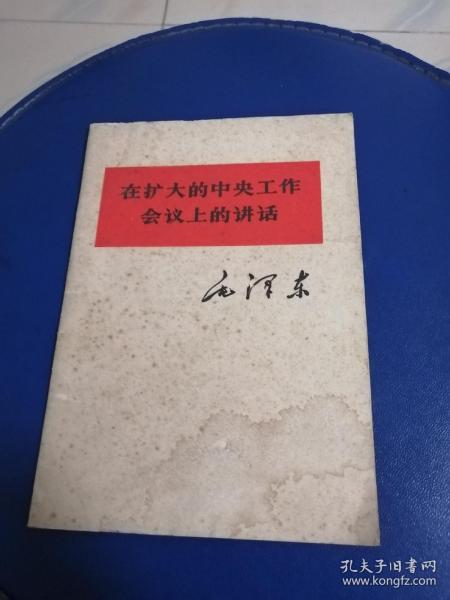 在扩大的中央工作
会议上的讲话
毛泽东
孔夫子旧书网
www.kongfz.com